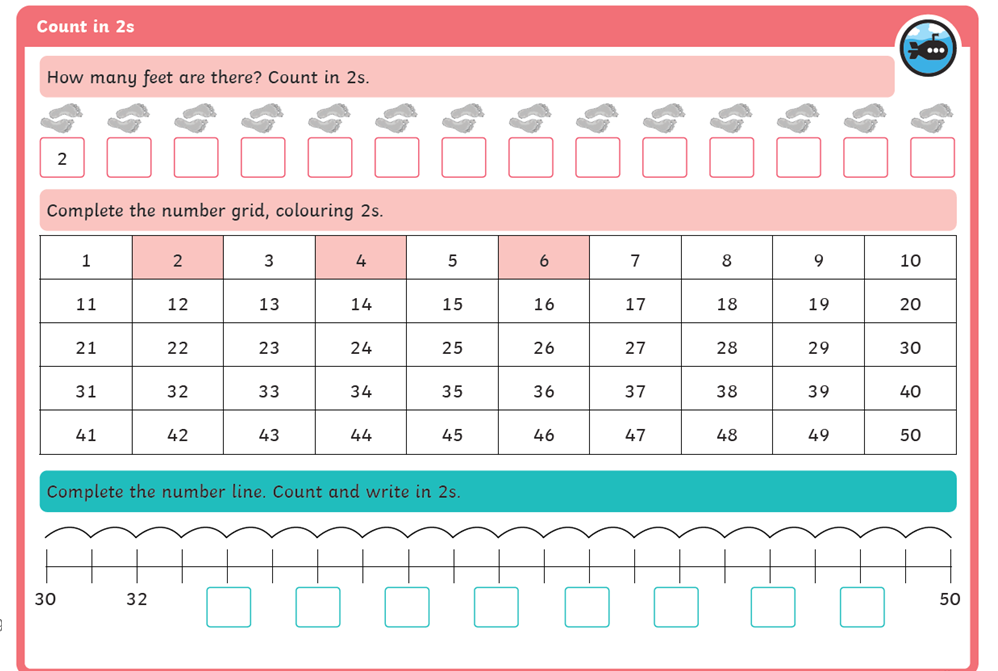 Count in 2s
How many feet are there? Count in 2s.
2
Complete the number grid, colouring 2s.
1 2 3 4 5 6 7 8 9 10
11 12 13 14 15 16 17 18 19 20
21 22 23 24 25 26 27 28 29 30
31 32 33 34 35 36 37 38 39 40
41 42 43 44 45 46 47 48 49 50
Complete the number line. Count and write in 2s.
30 32 50